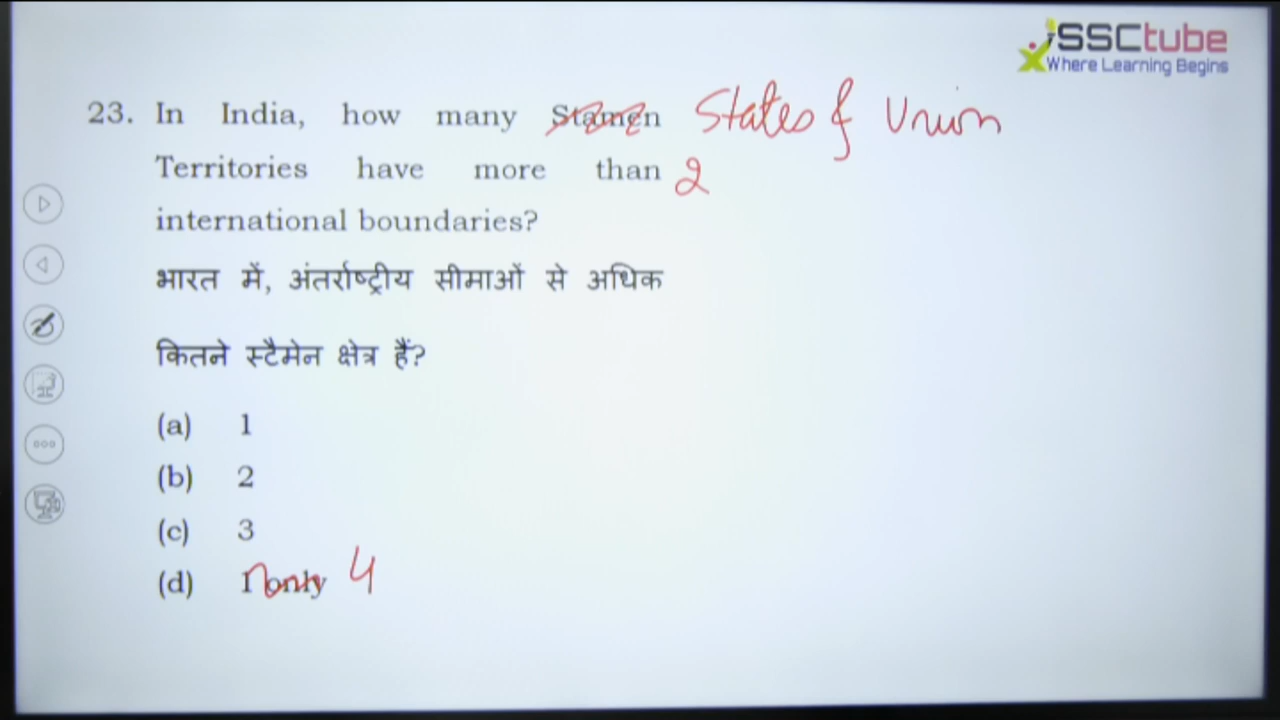 SSCtube
Where Learning Begins
23. In India, how many Stamen States & Union
Territories have more than 2
international boundaries?
भारत में, अंतर्राष्ट्रीय सीमाओं से अधिक
कितने स्टैमेन क्षेत्र हैं?
(a) 1
(b) 2
(c) 3
(d) 1 only 4